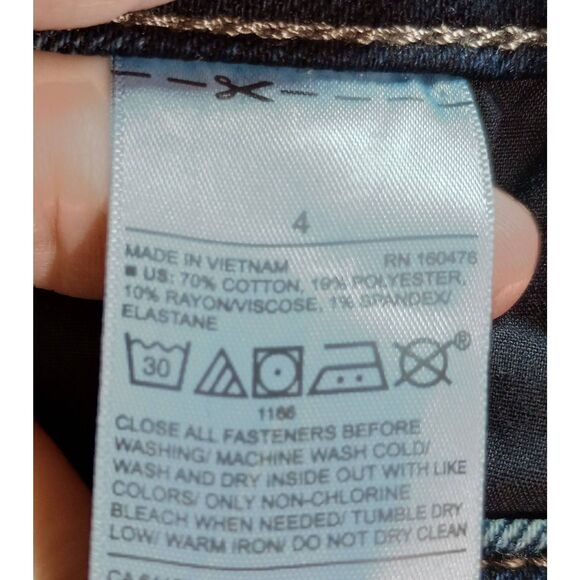 4
MADE IN VIETNAM RN 160476
■ US: 70% COTTON, 19% POLYESTER,
10% RAYON/VISCOSE, 1% SPANDEX/
ELASTANE
30 ®
1166
CLOSE ALL FASTENERS BEFORE
WASHING/ MACHINE WASH COLD/
WASH AND DRY INSIDE OUT WITH LIKE
COLORS/ ONLY NON-CHLORINE
BLEACH WHEN NEEDED/ TUMBLE DRY
LOW/ WARM IRON/ DO NOT DRY CLEAN